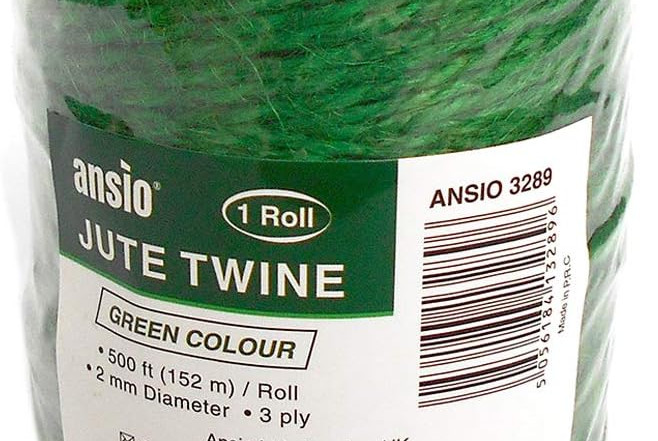 ansio®
1 Roll
JUTE TWINE
GREEN COLOUR
• 500 ft (152 m) / Roll
• 2 mm Diameter • 3 ply
ANSIO 3289
5 056184 132896
Made in P.R.C